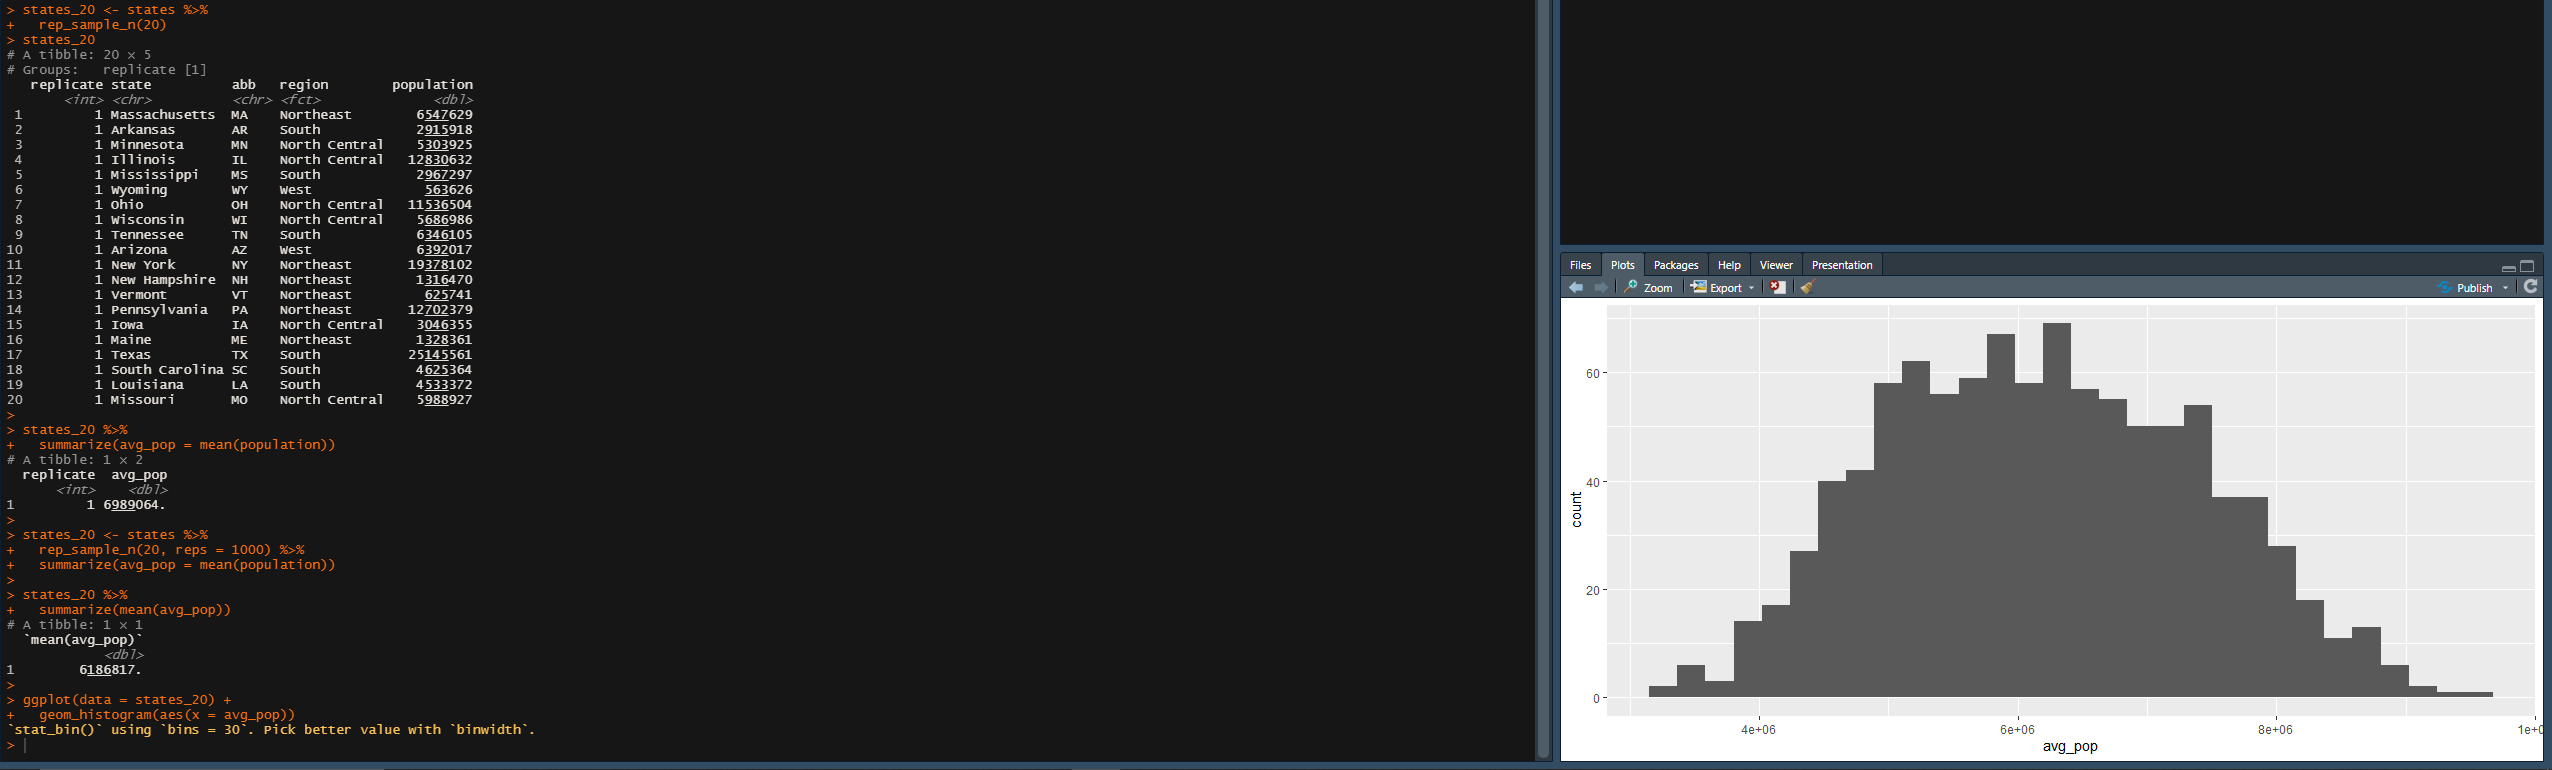 > states_20 <- states %>%
+   rep_sample_n(20)
> states_20
# A tibble: 20 × 5
# Groups:   replicate [1]
   replicate state          abb   region        population
       <int> <chr>          <chr> <fct>              <dbl>
 1         1 Massachusetts  MA    Northeast        6547629
 2         1 Arkansas       AR    South            2915918
 3         1 Minnesota      MN    North Central    5303925
 4         1 Illinois       IL    North Central   12830632
 5         1 Mississippi    MS    South            2967297
 6         1 Wyoming        WY    West              563626
 7         1 Ohio           OH    North Central   11536504
 8         1 Wisconsin      WI    North Central    5686986
 9         1 Tennessee      TN    South            6346105
10         1 Arizona        AZ    West             6392017
11         1 New York       NY    Northeast       19378102
12         1 New Hampshire  NH    Northeast        1316470
13         1 Vermont        VT    Northeast         625741
14         1 Pennsylvania   PA    Northeast       12702379
15         1 Iowa           IA    North Central    3046355
16         1 Maine          ME    Northeast        1328361
17         1 Texas          TX    South           25145561
18         1 South Carolina SC    South            4625364
19         1 Louisiana      LA    South            4533372
20         1 Missouri       MO    North Central    5988927
>
> states_20 %>%
+   summarize(avg_pop = mean(population))
# A tibble: 1 × 2
  replicate  avg_pop
      <int>    <dbl>
1         1 6989064.
>
> states_20 <- states %>%
+   rep_sample_n(20, reps = 1000) %>%
+   summarize(avg_pop = mean(population))
>
> states_20 %>%
+   summarize(mean(avg_pop))
# A tibble: 1 × 1
  `mean(avg_pop)`
            <dbl>
1        6186817.
>
> ggplot(data = states_20) +
+   geom_histogram(aes(x = avg_pop))
`stat_bin()` using `bins = 30`. Pick better value with `binwidth`.
>
Files Plots Packages Help Viewer Presentation
Zoom Export Publish
60
40
20
0
count
4e+06 6e+06 8e+06
avg_pop